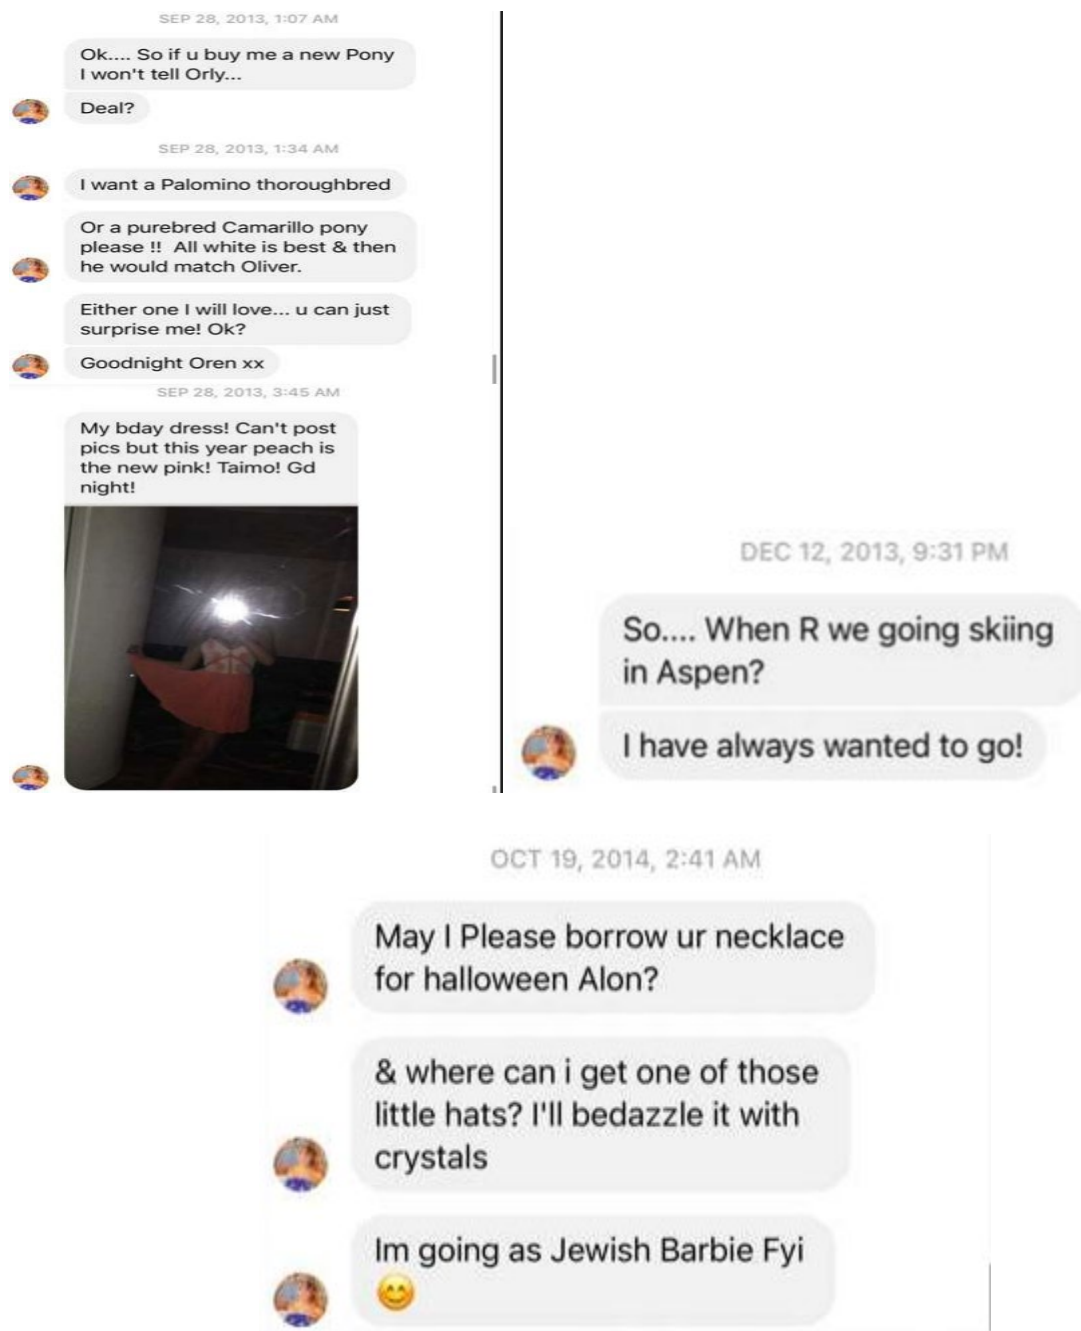 SEP 28, 2013, 1:07 AM
Ok.... So if u buy me a new Pony
I won't tell Orly...
Deal?
SEP 28, 2013, 1:34 AM
I want a Palomino thoroughbred
Or a purebred Camarillo pony
please !! All white is best & then
he would match Oliver.
Either one I will love... u can just
surprise me! Ok?
Goodnight Oren xx
SEP 28, 2013, 3:45 AM
My bday dress! Can't post
pics but this year peach is
the new pink! Taimo! Gd
night!
DEC 12, 2013, 9:31 PM
So.... When R we going skiing
in Aspen?
I have always wanted to go!
OCT 19, 2014, 2:41 AM
May I Please borrow ur necklace
for halloween Alon?
& where can i get one of those
little hats? I'll bedazzle it with
crystals
Im going as Jewish Barbie Fyi
😊